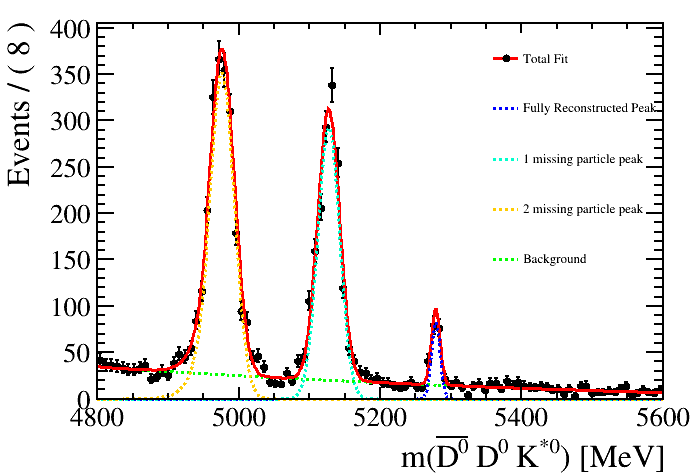 Events / ( 8 )
400
350
300
250
200
150
100
50
0
4800
5000
5200
5400
5600
m(D⁰ D⁰ K*⁰) [MeV]
Total Fit
Fully Reconstructed Peak
1 missing particle peak
2 missing particle peak
Background